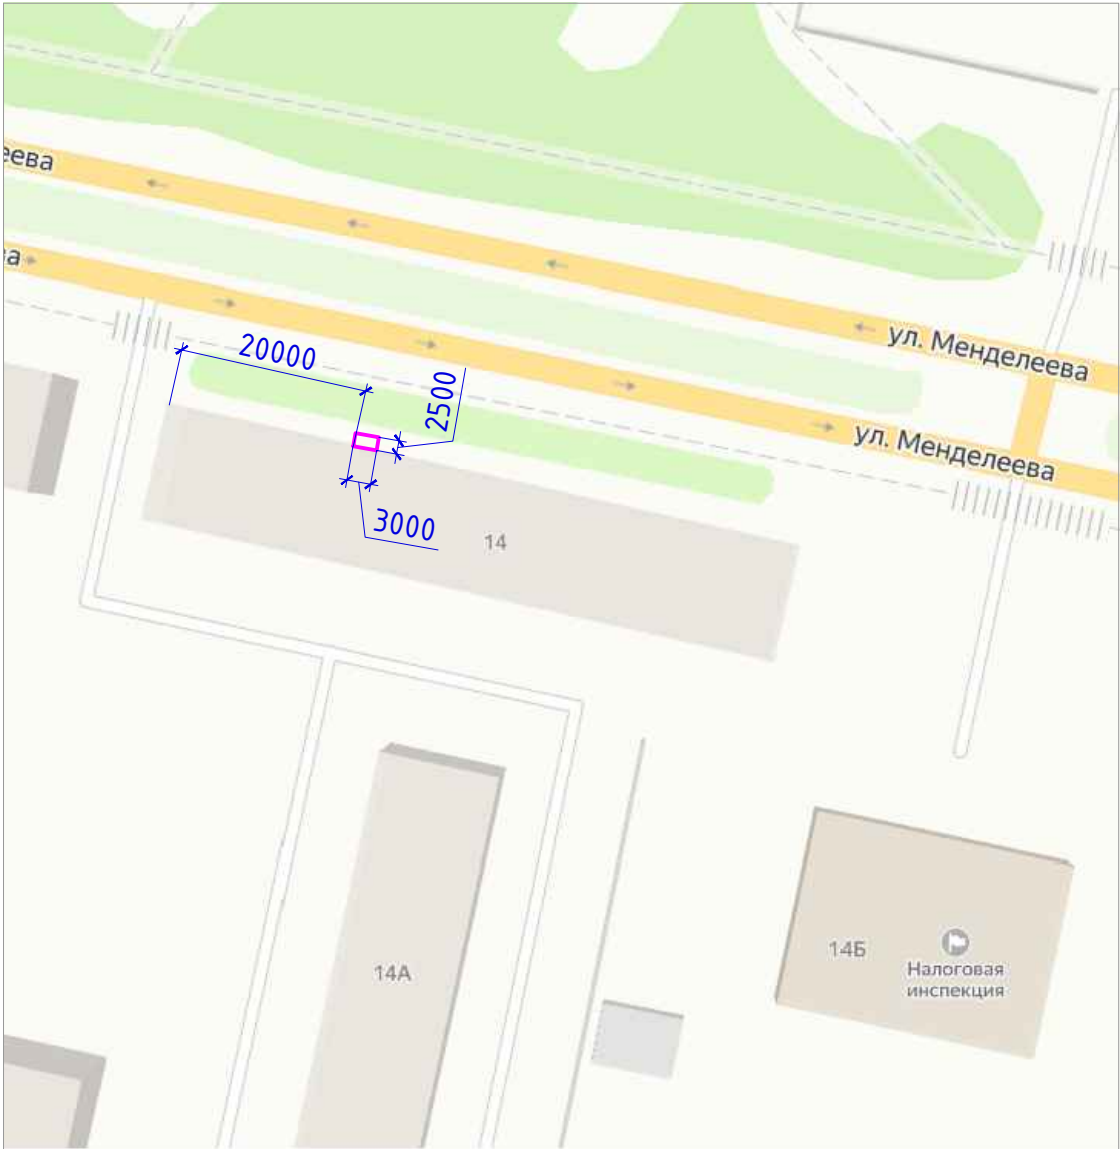 еева
ул. Менделеева
а
ул. Менделеева
20000
2500
3000
14
14А
14Б
Налоговая
инспекция